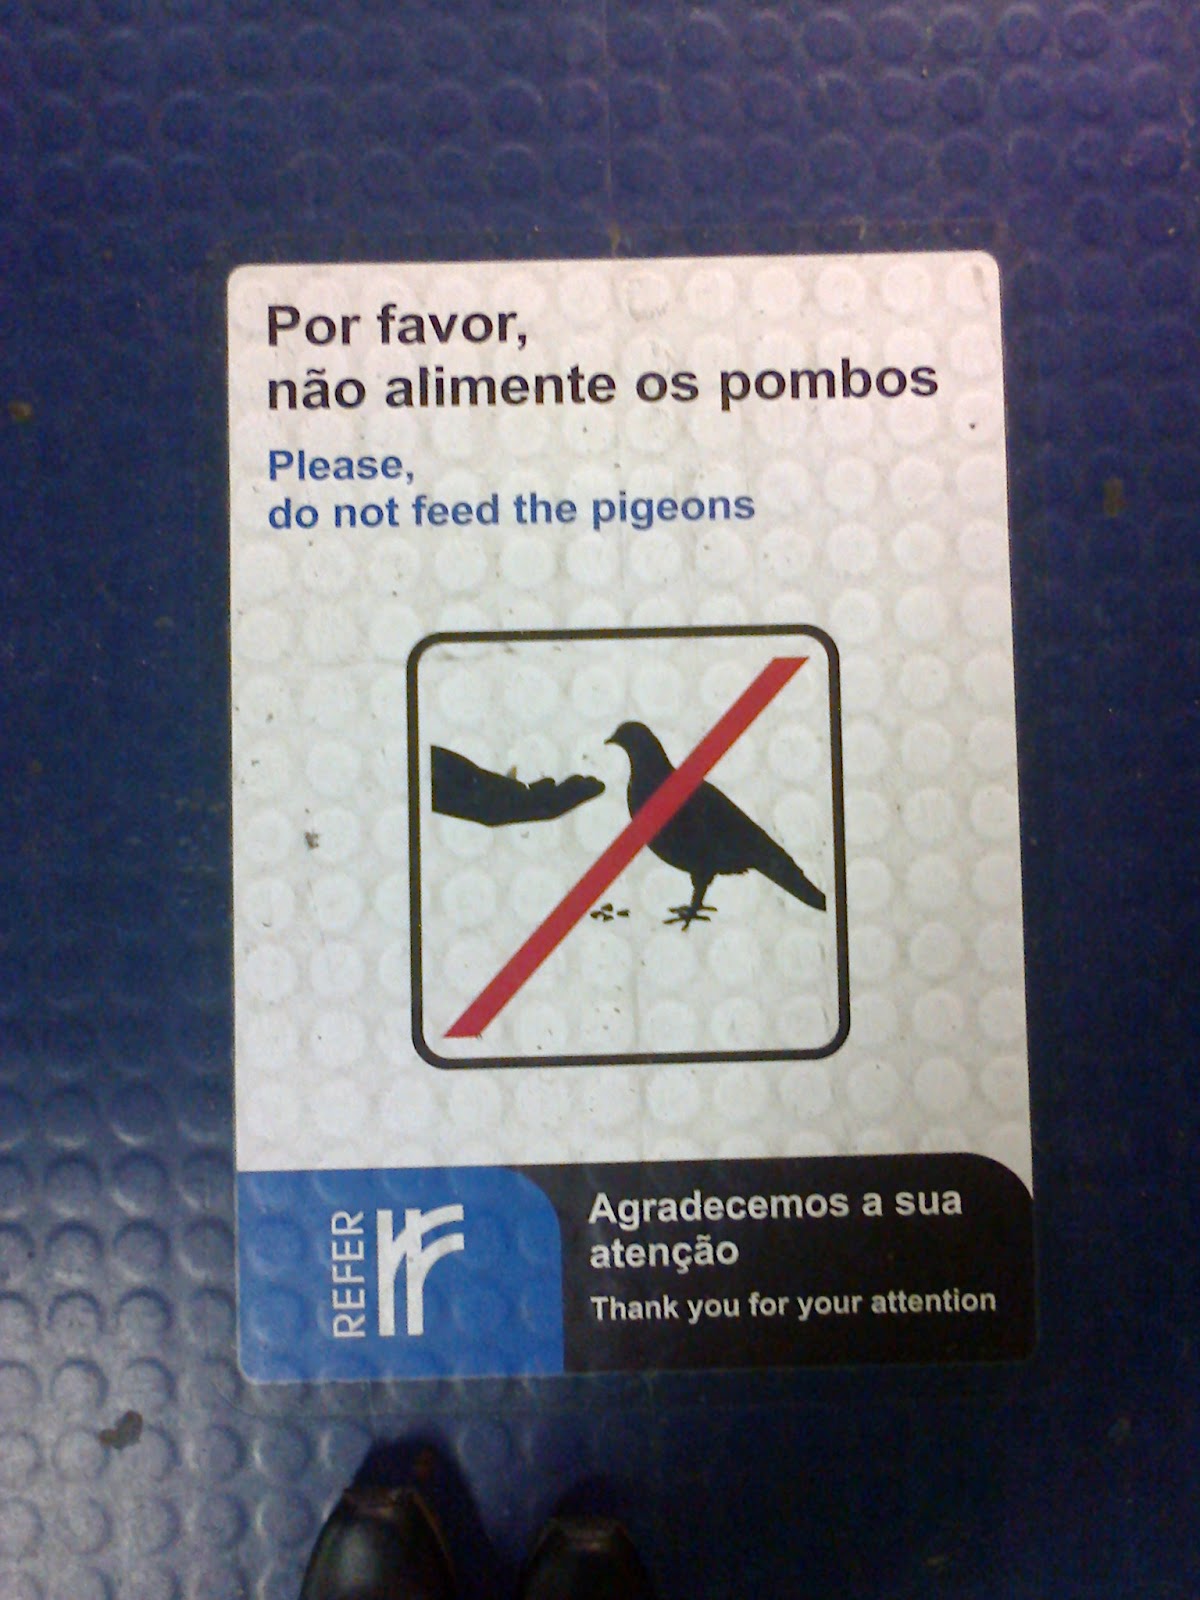 Por favor,
não alimente os pombos
Please,
do not feed the pigeons
REFER
Agradecemos a sua
atenção
Thank you for your attention